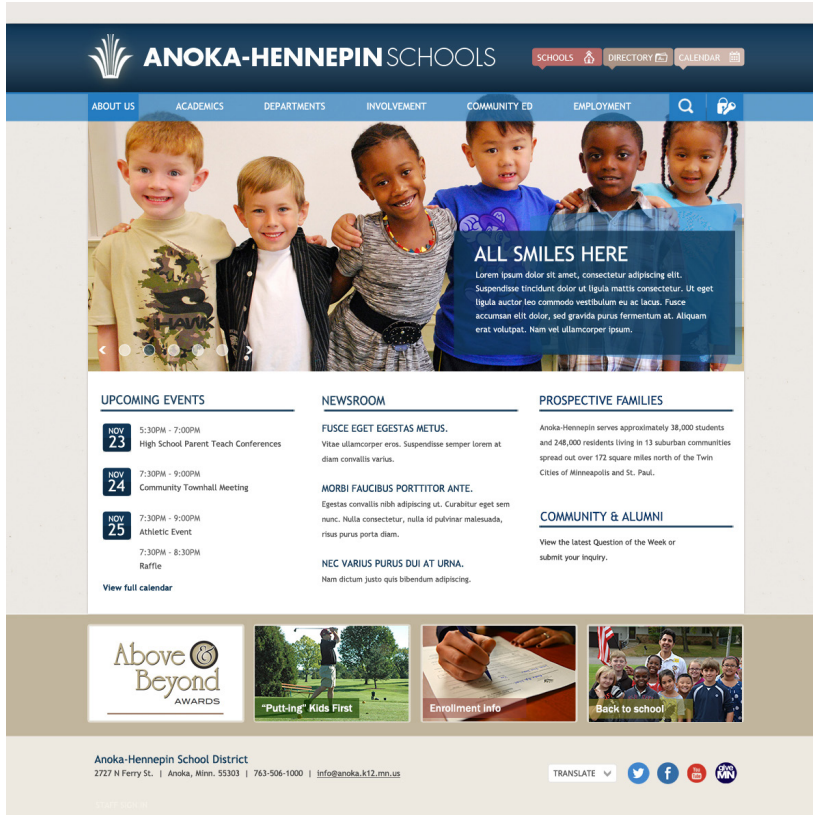 ANOKA-HENNEPIN SCHOOLS
SCHOOLS
DIRECTORY
CALENDAR
ABOUT US
ACADEMICS
DEPARTMENTS
INVOLVEMENT
COMMUNITY ED
EMPLOYMENT
HAWK
ALL SMILES HERE
Lorem ipsum dolor sit amet, consectetur adipiscing elit.
Suspendisse tincidunt dolor ut ligula mattis consectetur. Ut eget
ligula auctor leo commodo vestibulum eu ac lacus. Fusce
accumsan elit dolor, sed gravida purus fermentum at. Aliquam
erat volutpat. Nam vel ullamcorper ipsum.
UPCOMING EVENTS
NOV
23
5:30PM - 7:00PM
High School Parent Teach Conferences
NOV
24
7:30PM - 9:00PM
Community Townhall Meeting
NOV
25
7:30PM - 9:00PM
Athletic Event
7:30PM - 8:30PM
Raffle
View full calendar
NEWSROOM
FUSCE EGET EGESTAS METUS.
Vitae ullamcorper eros. Suspendisse semper lorem at
diam convallis varius.
MORBI FAUCIBUS PORTTITOR ANTE.
Egestas convallis nibh adipiscing ut. Curabitur eget sem
nunc. Nulla consectetur, nulla id pulvinar malesuada,
risus purus porta diam.
NEC VARIUS PURUS DUI AT URNA.
Nam dictum justo quis bibendum adipiscing.
PROSPECTIVE FAMILIES
Anoka-Hennepin serves approximately 38,000 students
and 248,000 residents living in 13 suburban communities
spread out over 172 square miles north of the Twin
Cities of Minneapolis and St. Paul.
COMMUNITY & ALUMNI
View the latest Question of the Week or
submit your inquiry.
Above &
Beyond
AWARDS
"Putt-ing" Kids First
Enrollment info
Back to school
Anoka-Hennepin School District
2727 N Ferry St. | Anoka, Minn. 55303 | 763-506-1000 | info@anoka.k12.mn.us
TRANSLATE
You
Tube
alive
MN